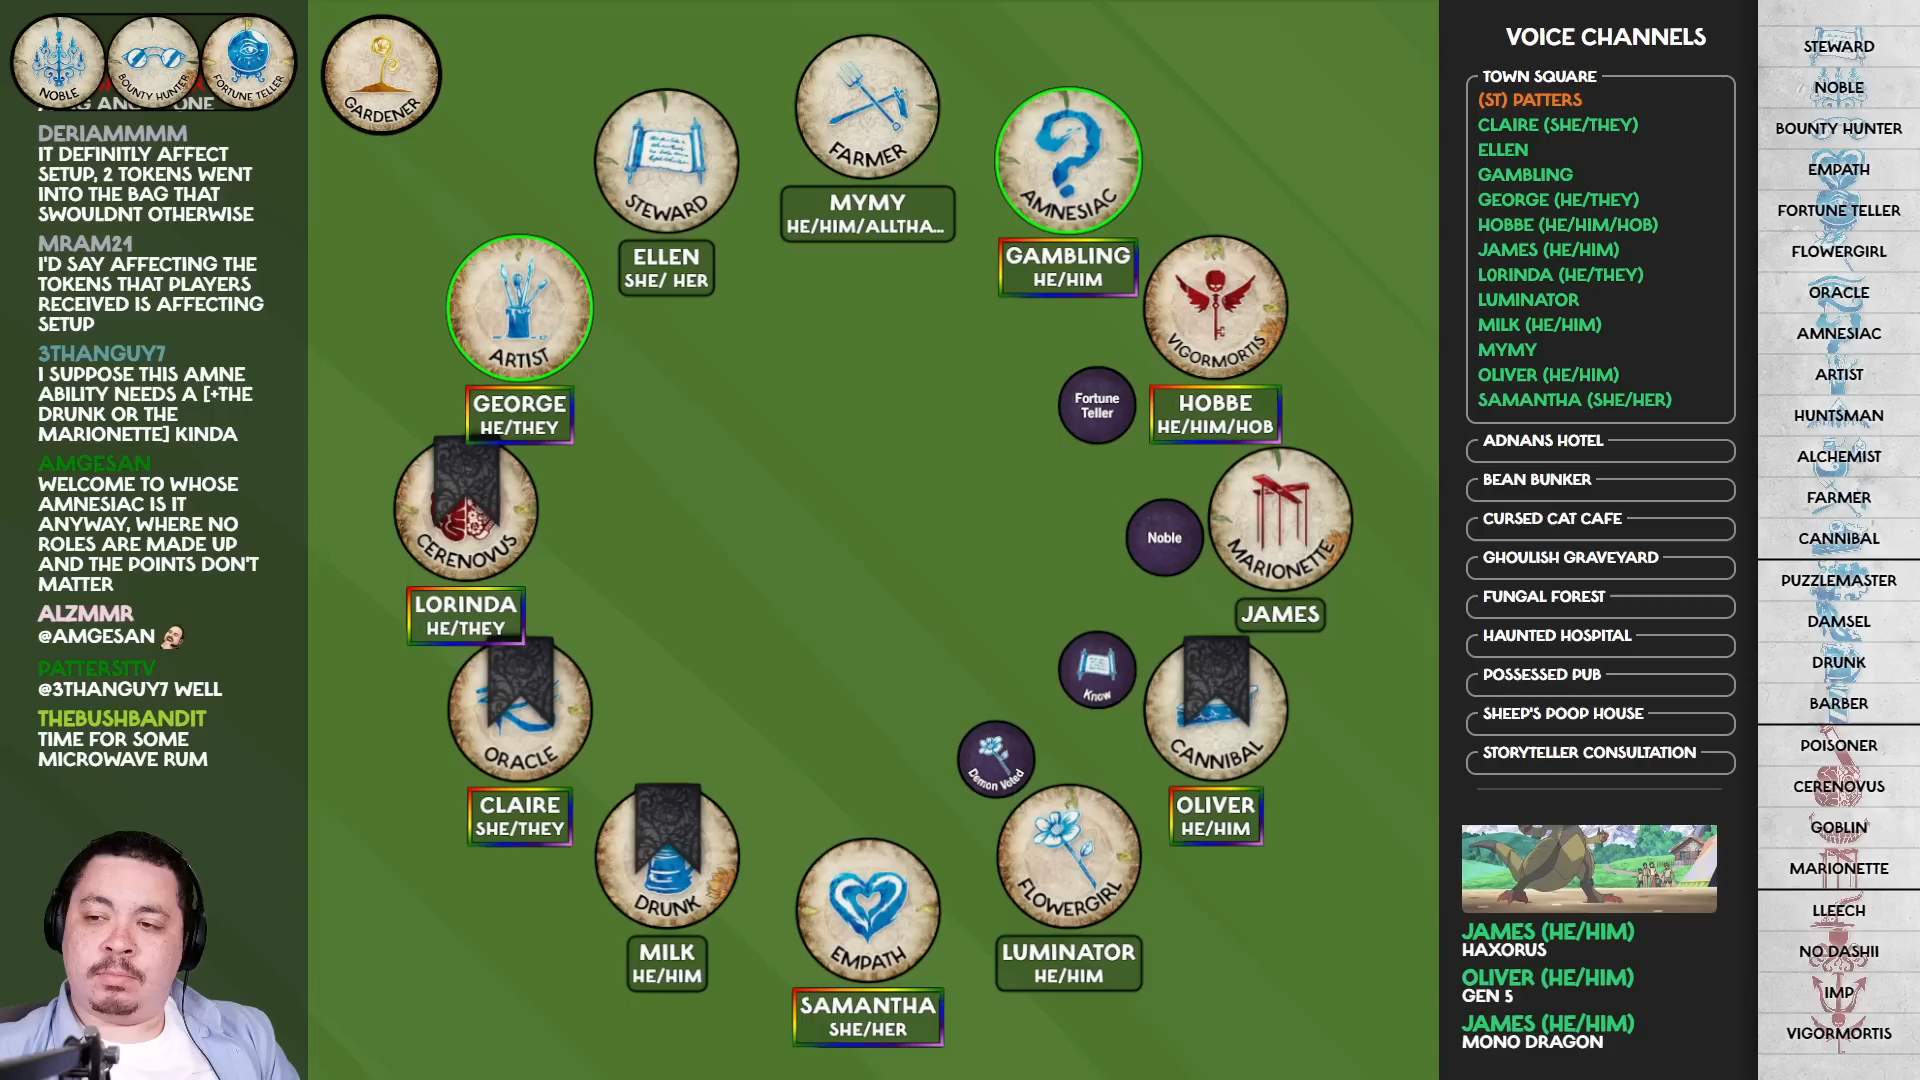 NOBLE
BOUNTY HUNTER
FORTUNE TELLER
DERIAMMMM
IT DEFINITLY AFFECT
SETUP, 2 TOKENS WENT
INTO THE BAG THAT
SWOULDNT OTHERWISE
MRAM21
I'D SAY AFFECTING THE
TOKENS THAT PLAYERS
RECEIVED IS AFFECTING
SETUP
3THANGUY7
I SUPPOSE THIS AMNE
ABILITY NEEDS A [+THE
DRUNK OR THE
MARIONETTE] KINDA
AMGESAN
WELCOME TO WHOSE
AMNESIAC IS IT
ANYWAY, WHERE NO
ROLES ARE MADE UP
AND THE POINTS DON'T
MATTER
ALZMMR
@AMGESAN
PATTERSTTV
@3THANGUY7 WELL
THEBUSHBANDIT
TIME FOR SOME
MICROWAVE RUM
GARDENER
STEWARD
ELLEN
SHE/ HER
FARMER
MYMY
HE/HIM/ALLTHA...
AMNESIAC
GAMBLING
HE/HIM
VIGORMORTIS
HOBBE
HE/HIM/HOB
Fortune
Teller
MARIONETTE
JAMES
Noble
CANNIBAL
OLIVER
HE/HIM
Know
FLOWERGIRL
LUMINATOR
HE/HIM
Demon Voted
EMPATH
SAMANTHA
SHE/HER
DRUNK
MILK
HE/HIM
ORACLE
CLAIRE
SHE/THEY
CERENOVUS
LORINDA
HE/THEY
ARTIST
GEORGE
HE/THEY
VOICE CHANNELS
TOWN SQUARE
(ST) PATTERS
CLAIRE (SHE/THEY)
ELLEN
GAMBLING
GEORGE (HE/THEY)
HOBBE (HE/HIM/HOB)
JAMES (HE/HIM)
L0RINDA (HE/THEY)
LUMINATOR
MILK (HE/HIM)
MYMY
OLIVER (HE/HIM)
SAMANTHA (SHE/HER)
ADNANS HOTEL
BEAN BUNKER
CURSED CAT CAFE
GHOULISH GRAVEYARD
FUNGAL FOREST
HAUNTED HOSPITAL
POSSESSED PUB
SHEEP'S POOP HOUSE
STORYTELLER CONSULTATION
JAMES (HE/HIM)
HAXORUS
OLIVER (HE/HIM)
GEN 5
JAMES (HE/HIM)
MONO DRAGON
STEWARD
NOBLE
BOUNTY HUNTER
EMPATH
FORTUNE TELLER
FLOWERGIRL
ORACLE
AMNESIAC
ARTIST
HUNTSMAN
ALCHEMIST
FARMER
CANNIBAL
PUZZLEMASTER
DAMSEL
DRUNK
BARBER
POISONER
CERENOVUS
GOBLIN
MARIONETTE
LLEECH
NO DASHII
IMP
VIGORMORTIS